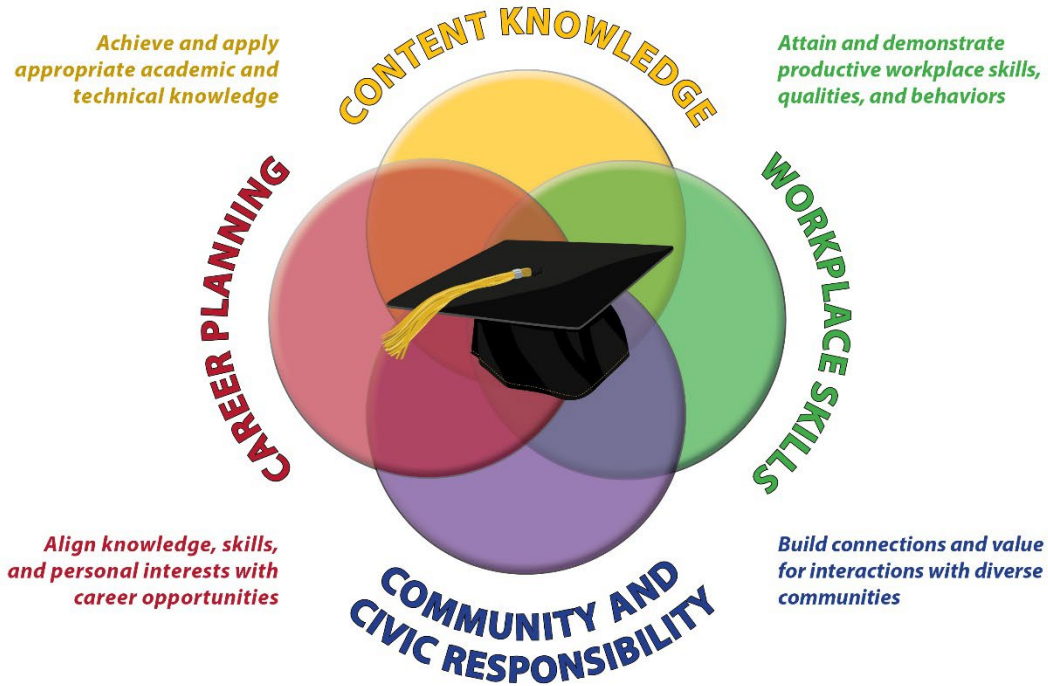 CONTENT KNOWLEDGE
Achieve and apply
appropriate academic and
technical knowledge
Attain and demonstrate
productive workplace skills,
qualities, and behaviors
CAREER PLANNING
WORKPLACE SKILLS
Align knowledge, skills,
and personal interests with
career opportunities
Build connections and value
for interactions with diverse
communities
COMMUNITY AND
CIVIC RESPONSIBILITY